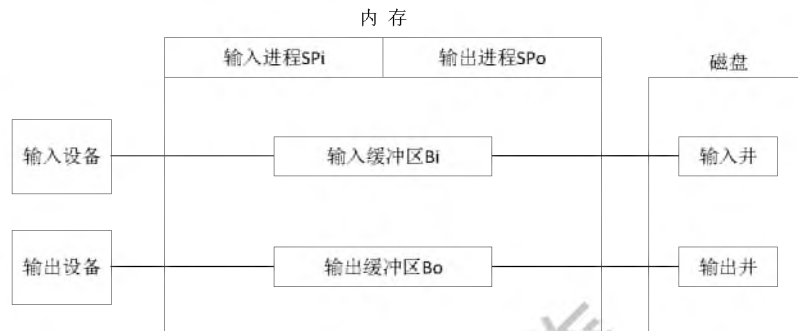 内 存
输入进程SPi
输出进程SPo
磁盘
输入设备
输入缓冲区Bi
输入井
输出设备
输出缓冲区Bo
输出井